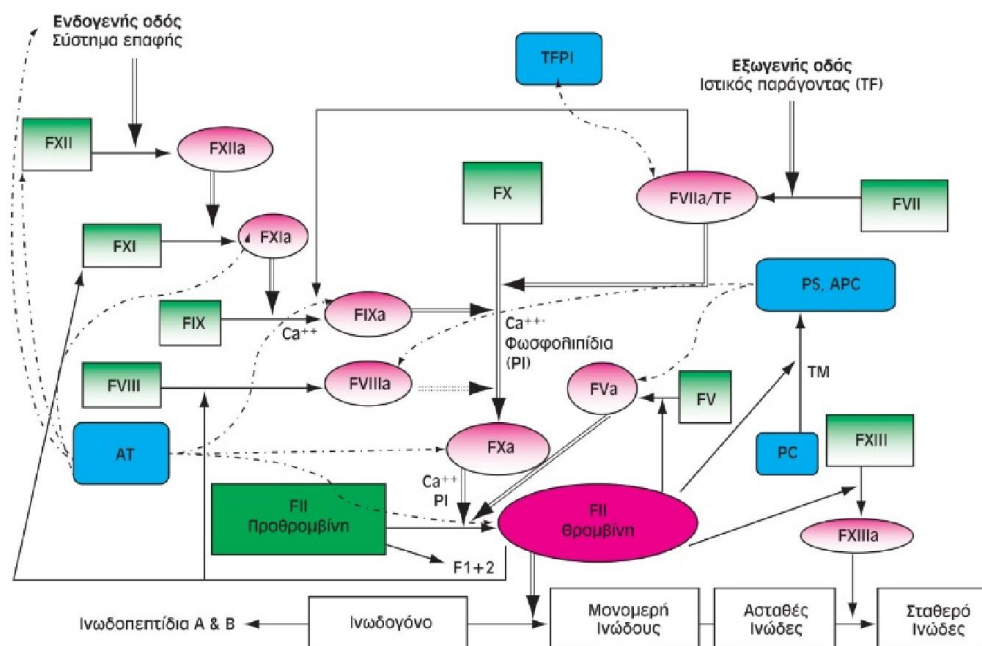 Ενδογενής οδός
Σύστημα επαφής
TFPI
Εξωγενής οδός
Ιστικός παράγοντας (TF)
FXII
FXIIa
FX
FVIIa/TF
FVII
FXI
FXIa
PS, APC
FIX
Ca++
FIXa
Ca++
Φωσφολιπίδια
(Pl)
FVIII
FVIIIa
FVa
FV
TM
AT
FXa
PC
FXIII
Ca++
Pl
FII
Προθρομβίνη
FII
Θρομβίνη
FXIIIa
F1+2
Ινωδοπεπτίδια Α & Β
Ινωδογόνο
Μονομερή
Ινώδους
Ασταθές
Ινώδες
Σταθερό
Ινώδες